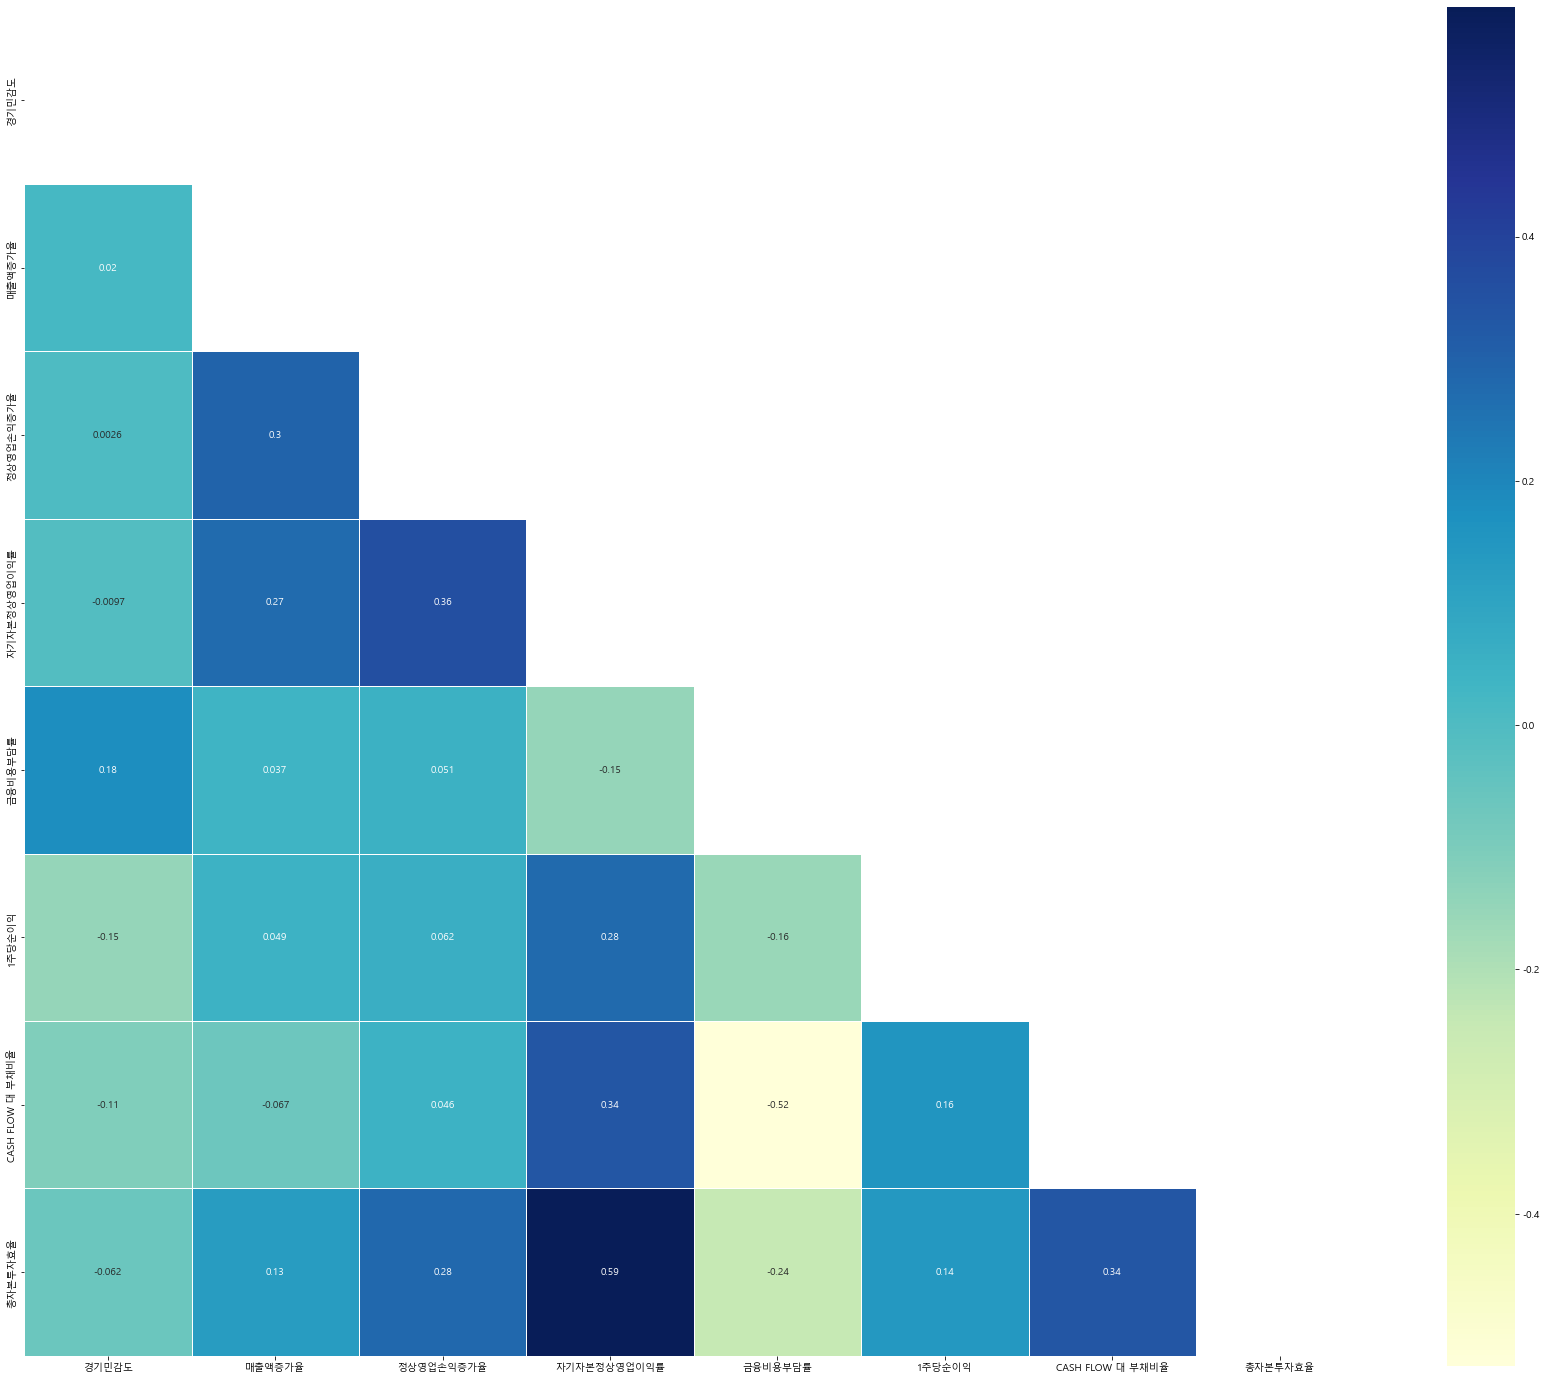 경기민감도
매출액증가율
0.02
정상영업손익증가율
0.0026 0.3
자기자본정상영업이익률
-0.0097 0.27 0.36
금융비용부담률
0.18 0.037 0.051 -0.15
1주당순이익
-0.15 0.049 0.062 0.28 -0.16
CASH FLOW 대 부채비율
-0.11 -0.067 0.046 0.34 -0.52 0.16
총자본투자효율
-0.062 0.13 0.28 0.59 -0.24 0.14 0.34
경기민감도 매출액증가율 정상영업손익증가율 자기자본정상영업이익률 금융비용부담률 1주당순이익 CASH FLOW 대 부채비율 총자본투자효율
0.4
0.2
0.0
-0.2
-0.4